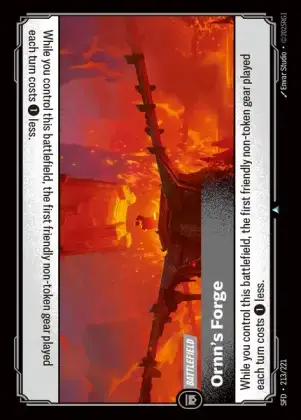 While you control this battlefield, the first friendly non-token gear played
each turn costs 1 less.
BATTLEFIELD
Ornn's Forge
While you control this battlefield, the first friendly non-token gear played
each turn costs 1 less.
SFD • 213/221
Envar Studio • ©2025RGI